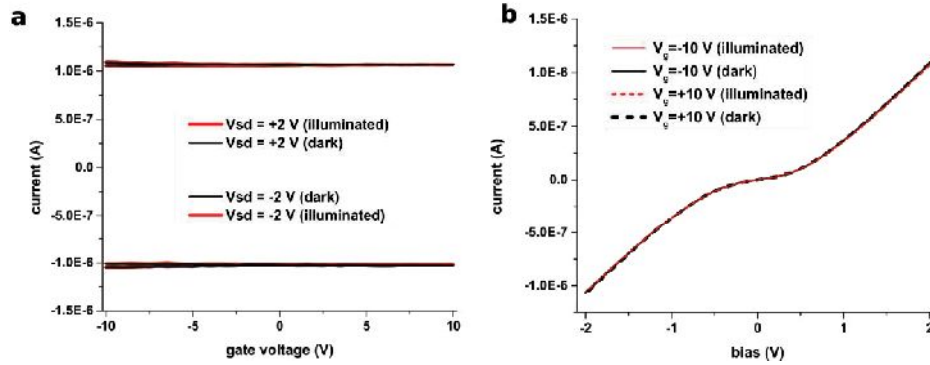 a
1.5E-6
1.0E-6
5.0E-7
0.0
-5.0E-7
-1.0E-6
-1.5E-6
current (A)
Vsd = +2 V (illuminated)
Vsd = +2 V (dark)
Vsd = -2 V (dark)
Vsd = -2 V (illuminated)
-10
-5
0
5
10
gate voltage (V)
b
1.5E-6
1.0E-6
5.0E-7
0.0
-5.0E-7
-1.0E-6
current (A)
Vg=-10 V (illuminated)
Vg=-10 V (dark)
Vg=+10 V (illuminated)
Vg=+10 V (dark)
-2
-1
0
1
2
bias (V)